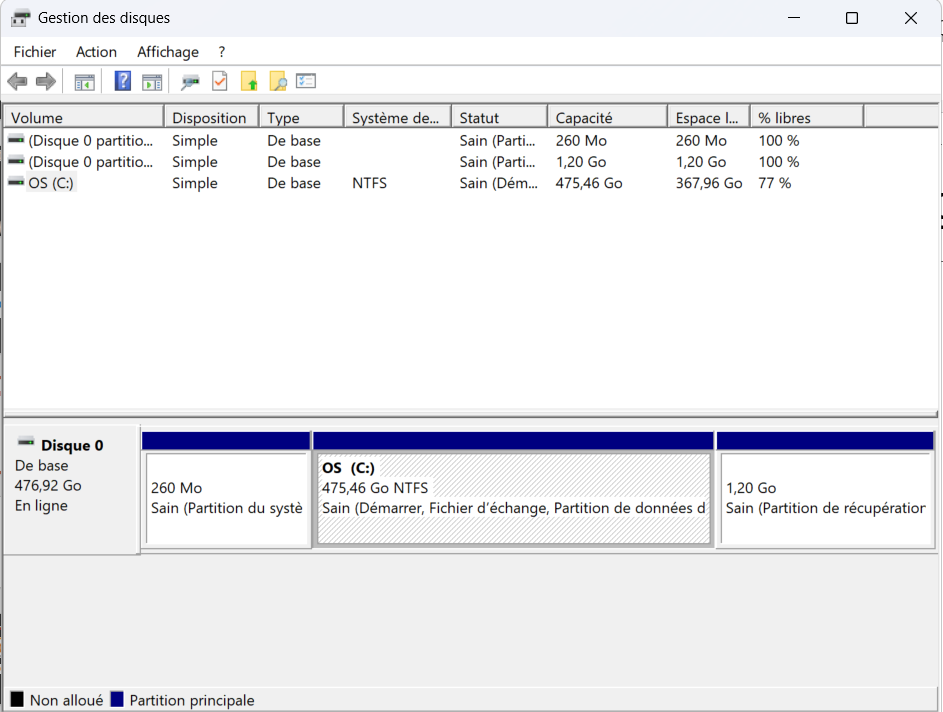 Gestion des disques
Fichier Action Affichage ?
Volume Disposition Type Système de... Statut Capacité Espace l... % libres
(Disque 0 partitio... Simple De base Sain (Parti... 260 Mo 260 Mo 100 %
(Disque 0 partitio... Simple De base Sain (Parti... 1,20 Go 1,20 Go 100 %
OS (C:) Simple De base NTFS Sain (Dém... 475,46 Go 367,96 Go 77 %
Disque 0
De base
476,92 Go
En ligne
260 Mo
Sain (Partition du systè
OS (C:)
475,46 Go NTFS
Sain (Démarrer, Fichier d’échange, Partition de données d
1,20 Go
Sain (Partition de récupération
Non alloué Partition principale